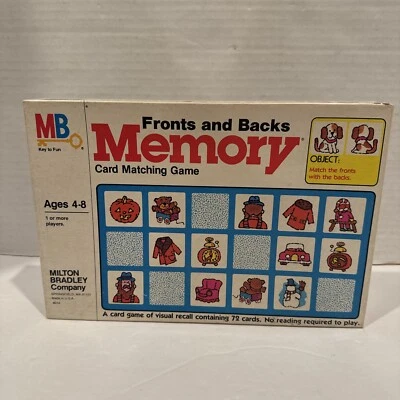 MB
Key to Fun
Fronts and Backs
Memory®
Card Matching Game
OBJECT:
Match the fronts
with the backs.
Ages 4-8
1 or more
players.
MILTON
BRADLEY
Company
A card game of visual recall containing 72 cards. No reading required to play.